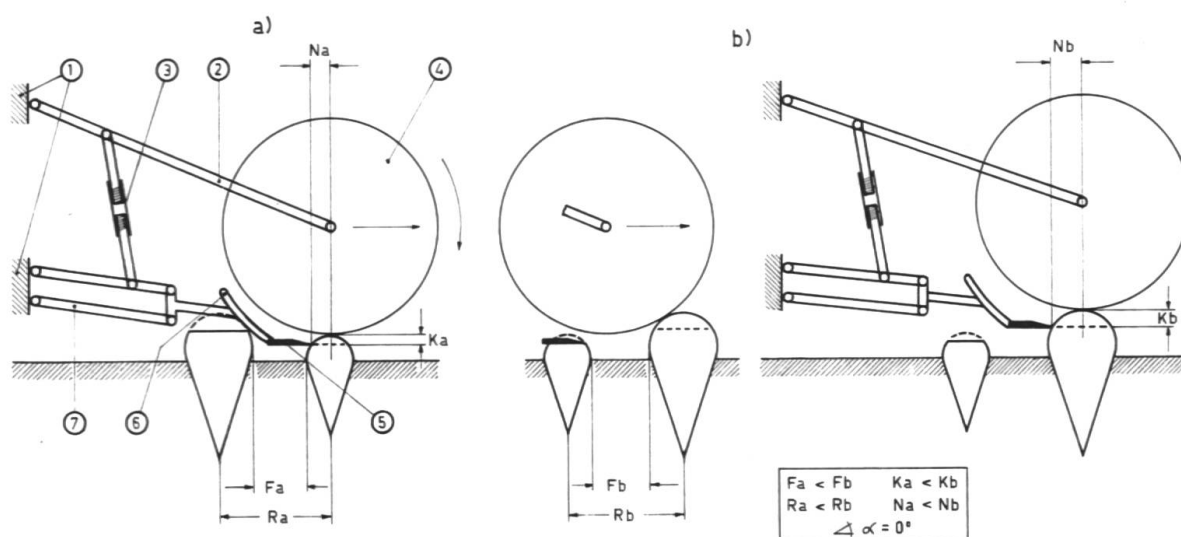 a)
b)
Na
Nb
1
3
2
4
Ka
Kb
7
6
5
Fa
Ra
Fb
Rb
Fa < Fb Ka < Kb
Ra < Rb Na < Nb
∡ α = 0°